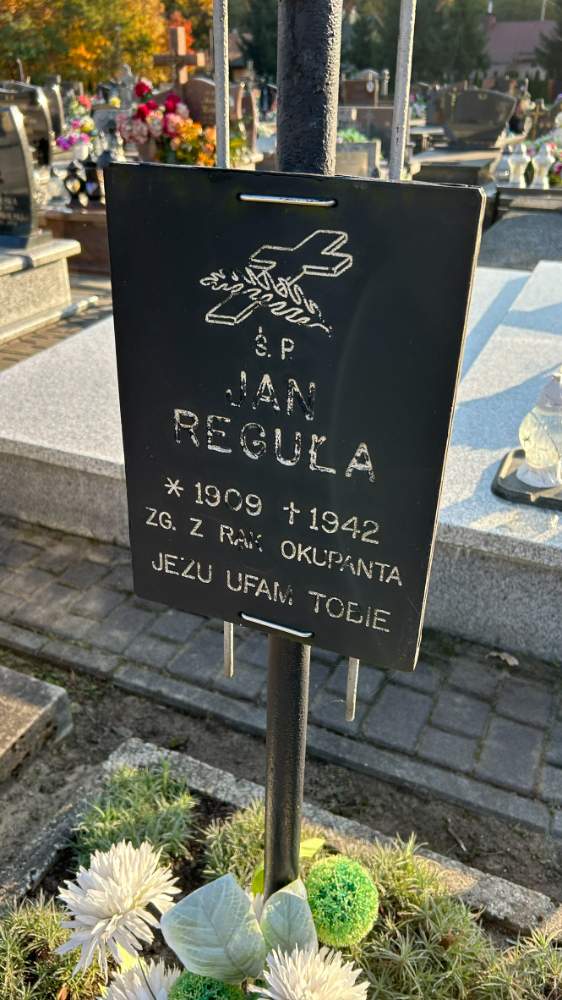 Ś.P
JAN
REGUŁA
* 1909 † 1942
ZG. Z RĄK OKUPANTA
JEZU UFAM TOBIE